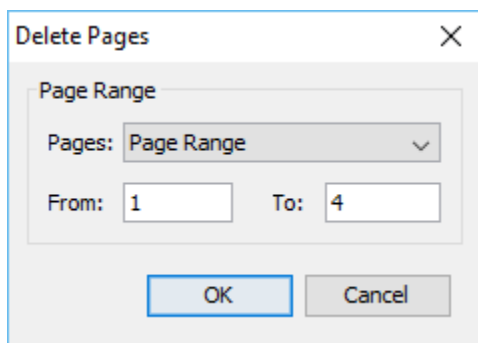 Delete Pages
Page Range
Pages: Page Range
From: 1 To: 4
OK Cancel